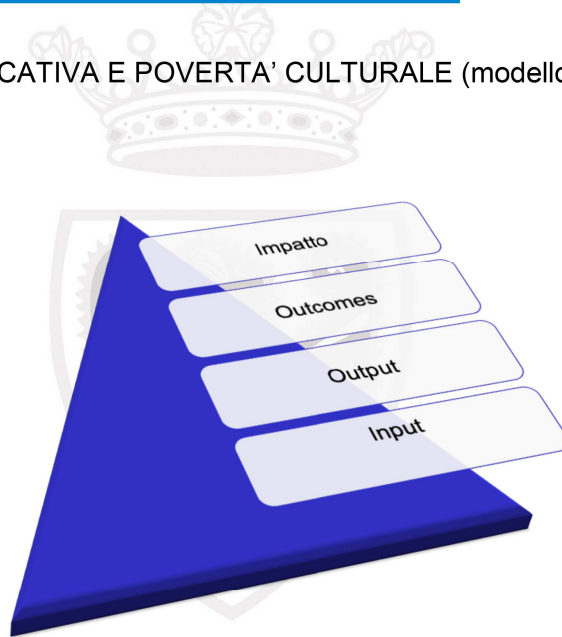 CATIVA E POVERTA’ CULTURALE (modello
Impatto
Outcomes
Output
Input